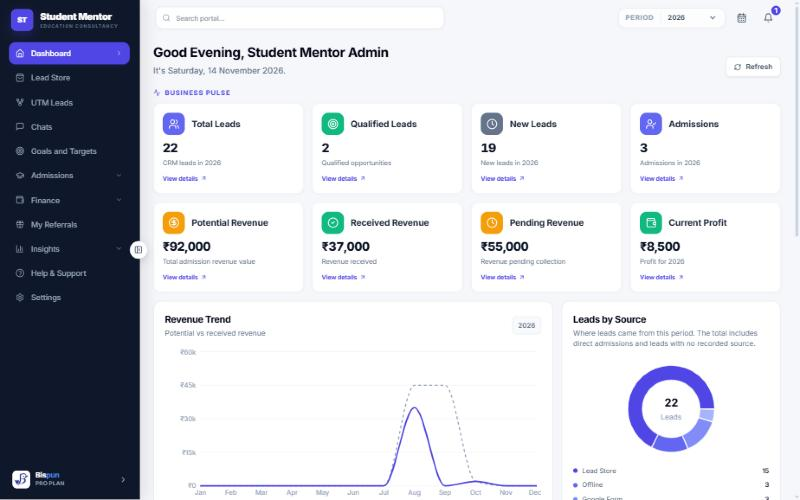 ST
Student Mentor
EDUCATION CONSULTANCY
Search portal...
PERIOD 2026
1
Dashboard
Lead Store
UTM Leads
Chats
Goals and Targets
Admissions
Finance
My Referrals
Insights
Help & Support
Settings
Bispun
PRO PLAN
Good Evening, Student Mentor Admin
It's Saturday, 14 November 2026.
Refresh
BUSINESS PULSE
Total Leads
22
CRM leads in 2026
View details
Qualified Leads
2
Qualified opportunities
View details
New Leads
19
New leads in 2026
View details
Admissions
3
Admissions in 2026
View details
Potential Revenue
₹92,000
Total admission revenue value
View details
Received Revenue
₹37,000
Revenue received
View details
Pending Revenue
₹55,000
Revenue pending collection
View details
Current Profit
₹8,500
Profit for 2026
View details
Revenue Trend
Potential vs received revenue
2026
₹60k
₹45k
₹30k
₹15k
₹0
Jan Feb Mar Apr May Jun Jul Aug Sep Oct Nov Dec
Leads by Source
Where leads came from this period. The total includes
direct admissions and leads with no recorded source.
22
Leads
Lead Store 15
Offline 3
Google Form 3